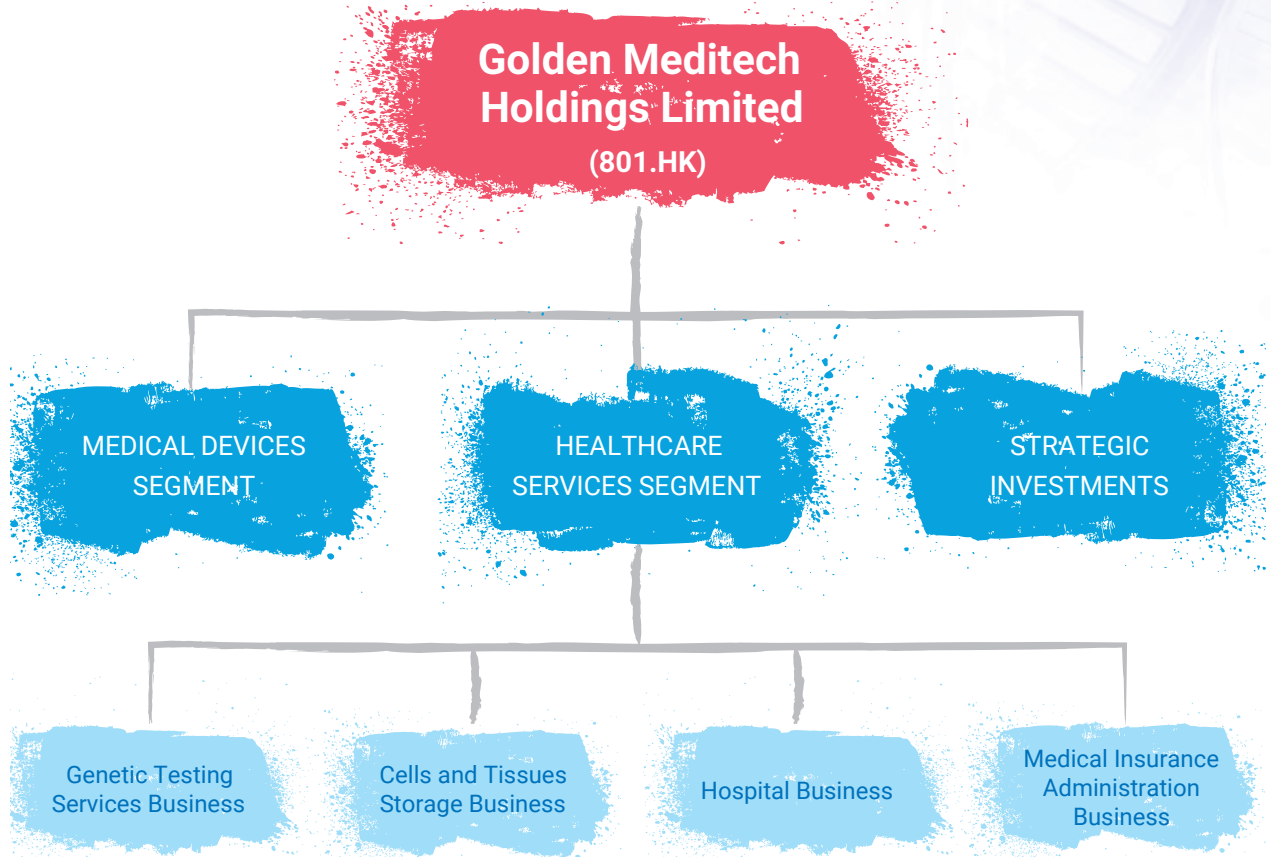 Golden Meditech
Holdings Limited
(801.HK)
MEDICAL DEVICES
SEGMENT
HEALTHCARE
SERVICES SEGMENT
STRATEGIC
INVESTMENTS
Genetic Testing
Services Business
Cells and Tissues
Storage Business
Hospital Business
Medical Insurance
Administration
Business